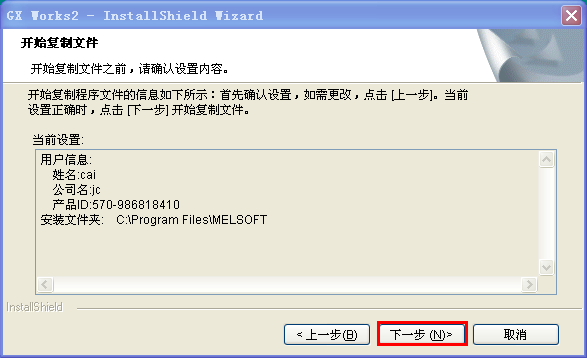 GX Works2 - InstallShield Wizard
开始复制文件
开始复制文件之前，请确认设置内容。
开始复制程序文件的信息如下所示：首先确认设置，如需更改，点击 [上一步]。当前
设置正确时，点击 [下一步] 开始复制文件。
当前设置:
用户信息:
姓名:cai
公司名:jc
产品ID:570-986818410
安装文件夹: C:\Program Files\MELSOFT
InstallShield
< 上一步(B) 下一步 (N)> 取消